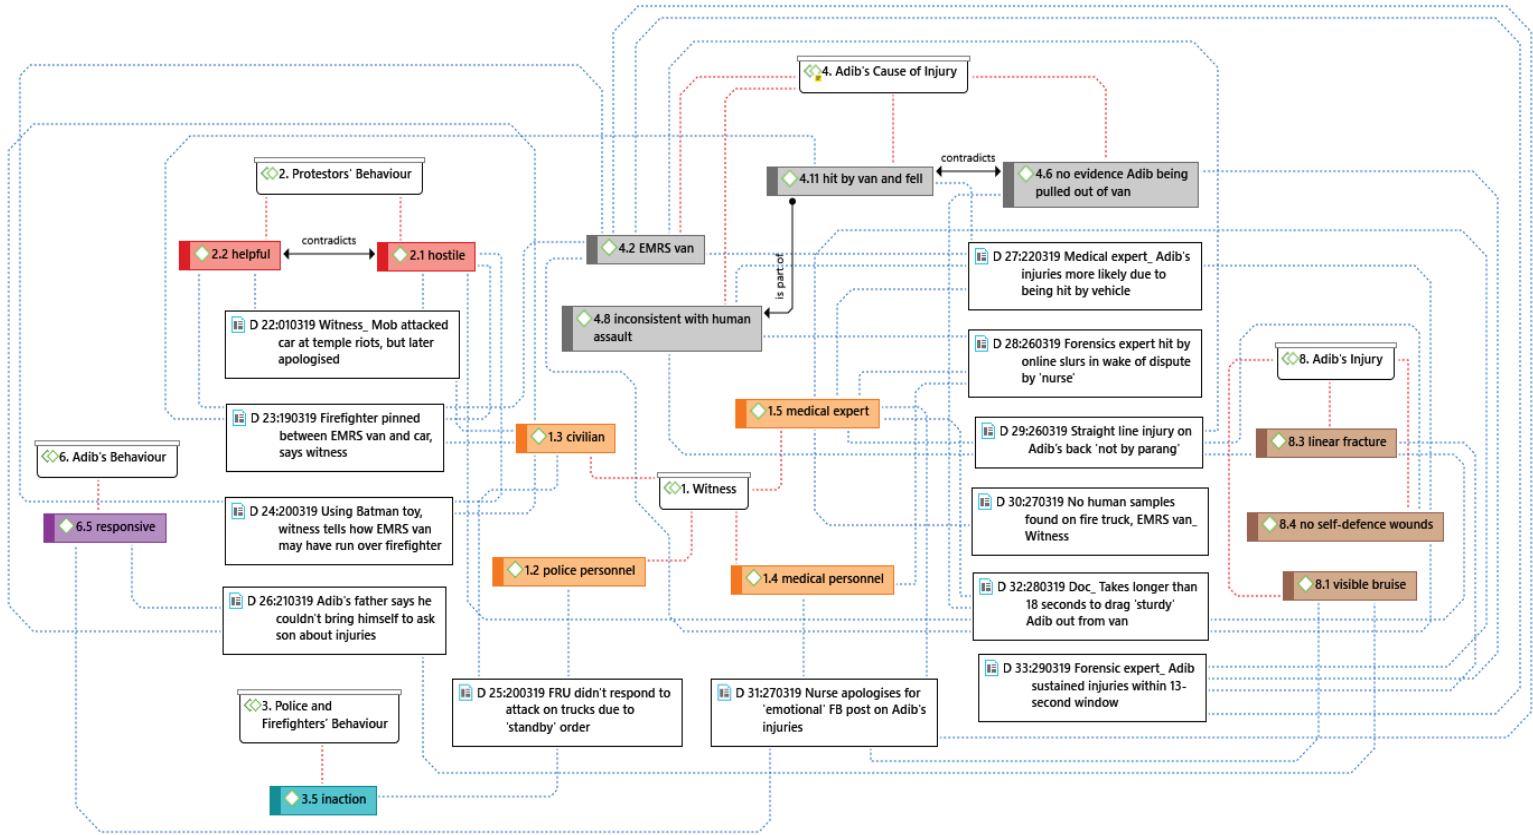 4. Adib's Cause of Injury
contradicts
4.11 hit by van and fell
4.6 no evidence Adib being
pulled out of van
2. Protestors' Behaviour
contradicts
2.2 helpful
2.1 hostile
4.2 EMRS van
is part of
D 27:220319 Medical expert_ Adib's
injuries more likely due to
being hit by vehicle
4.8 inconsistent with human
assault
D 22:010319 Witness_ Mob attacked
car at temple riots, but later
apologised
D 28:260319 Forensics expert hit by
online slurs in wake of dispute
by 'nurse'
8. Adib's Injury
1.5 medical expert
D 23:190319 Firefighter pinned
between EMRS van and car,
says witness
1.3 civilian
D 29:260319 Straight line injury on
Adib's back 'not by parang'
8.3 linear fracture
6. Adib's Behaviour
1. Witness
D 24:200319 Using Batman toy,
witness tells how EMRS van
may have run over firefighter
D 30:270319 No human samples
found on fire truck, EMRS van_
Witness
6.5 responsive
8.4 no self-defence wounds
1.2 police personnel
1.4 medical personnel
8.1 visible bruise
D 26:210319 Adib's father says he
couldn't bring himself to ask
son about injuries
D 32:280319 Doc_ Takes longer than
18 seconds to drag 'sturdy'
Adib out from van
D 33:290319 Forensic expert_ Adib
sustained injuries within 13-
second window
3. Police and
Firefighters' Behaviour
D 25:200319 FRU didn't respond to
attack on trucks due to
'standby' order
D 31:270319 Nurse apologises for
'emotional' FB post on Adib's
injuries
3.5 inaction